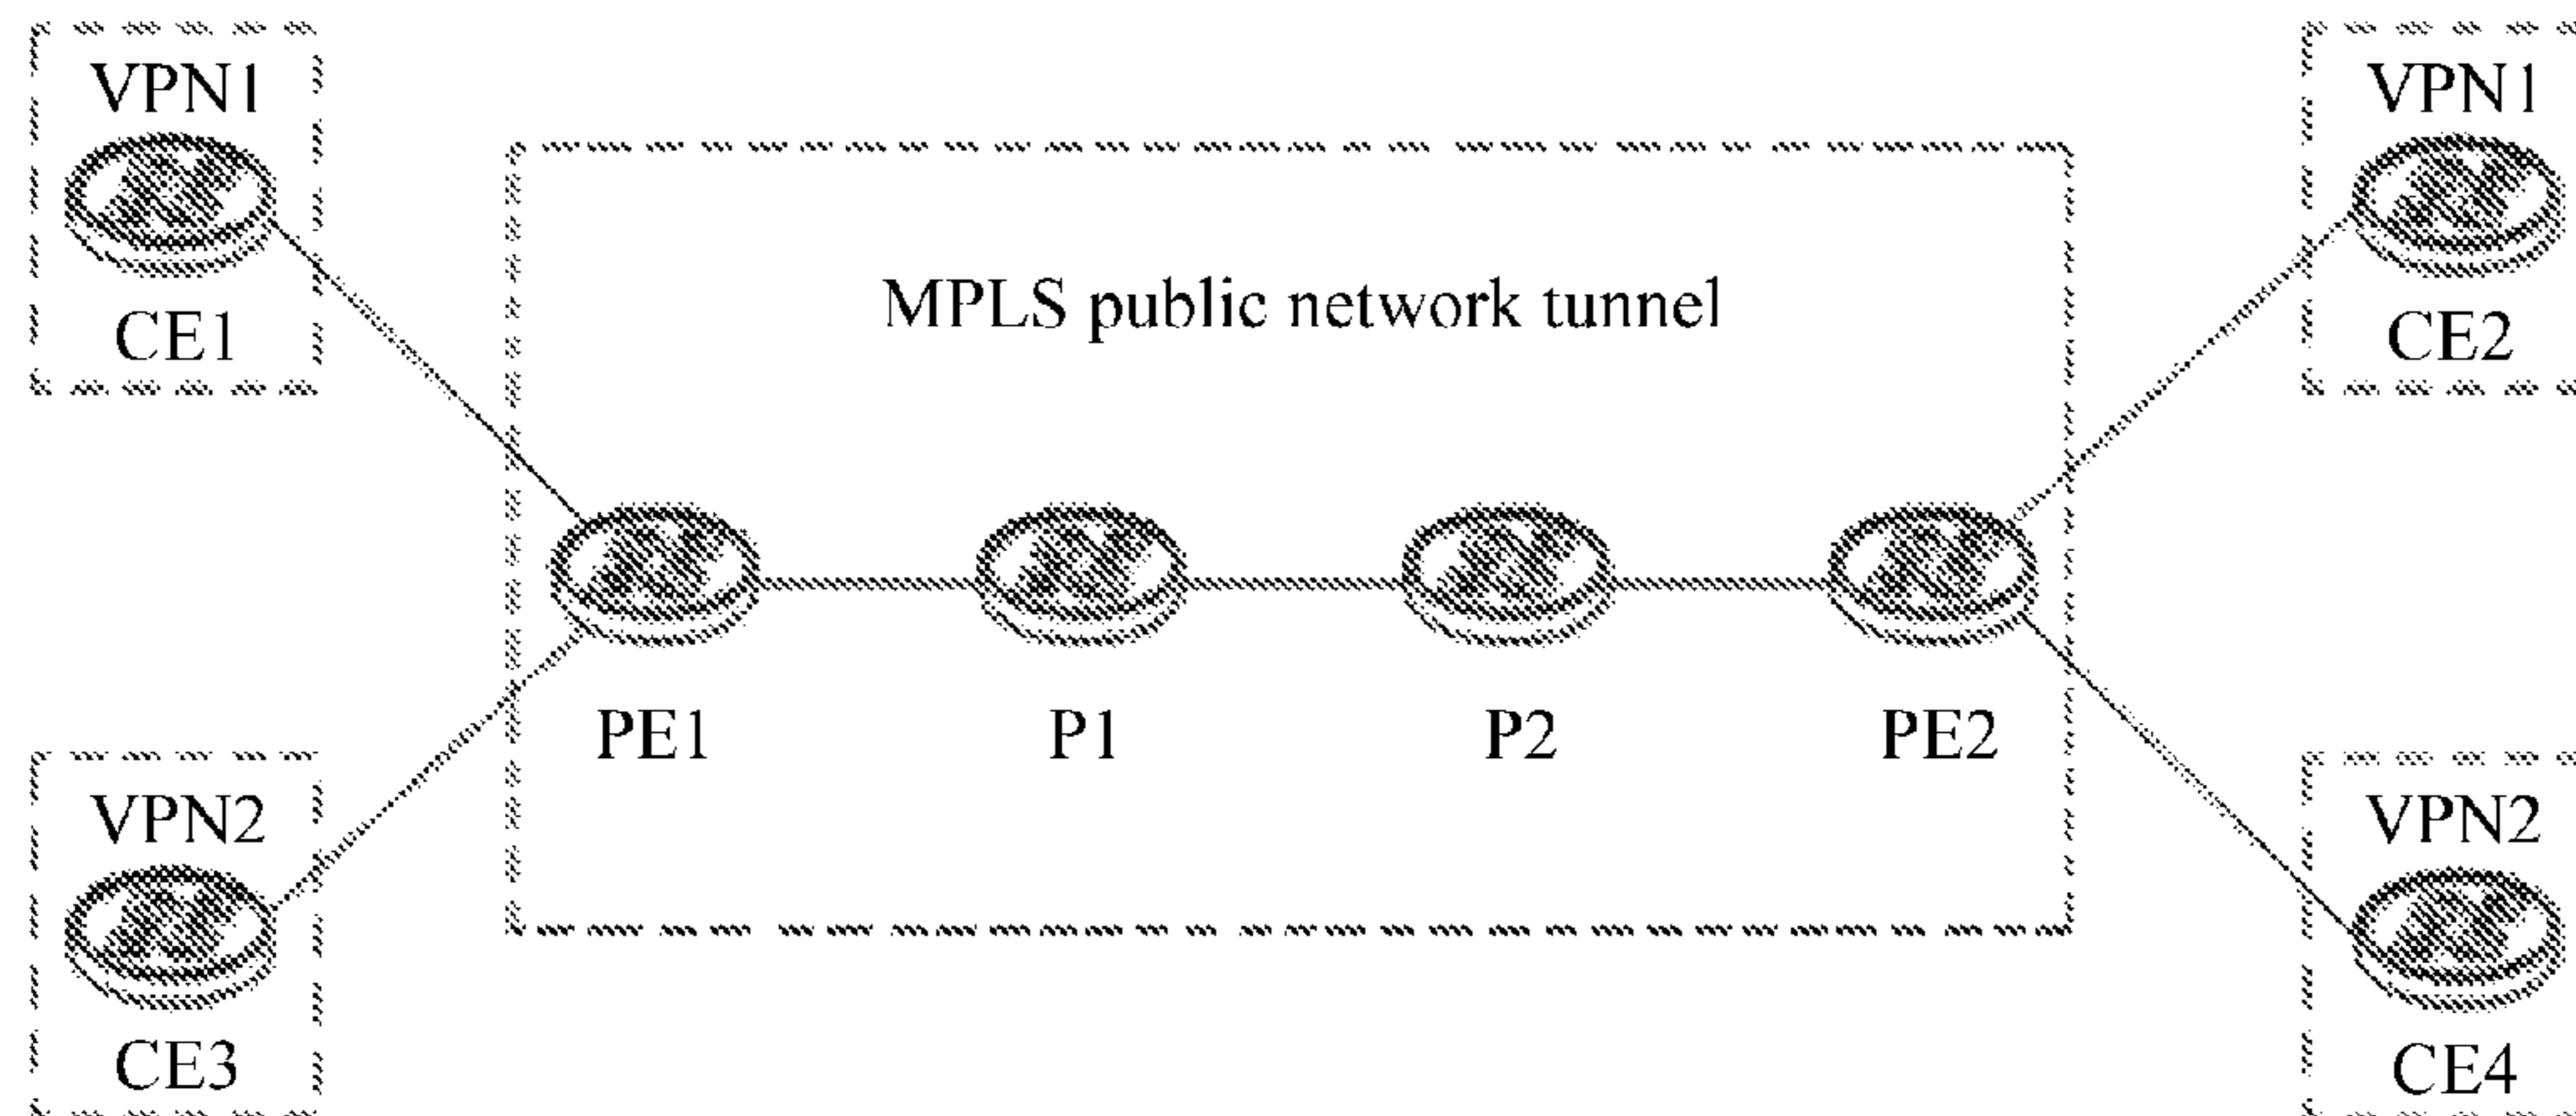 VPN1
CE1
VPN1
CE2
MPLS public network tunnel
PE1
P1
P2
PE2
VPN2
CE3
VPN2
CE4